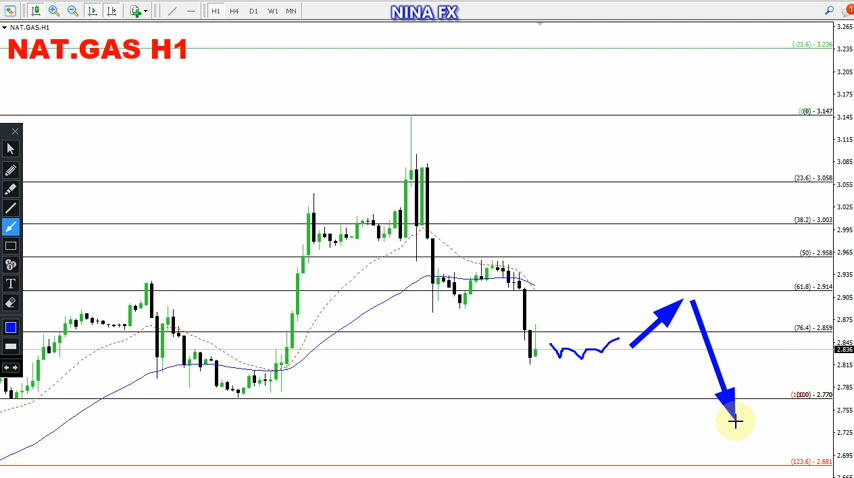 H1 H4 D1 W1 MN
NINA FX
1
NAT.GAS,H1
NAT.GAS H1
(-23.6) - 3.236
(0) - 3.147
(23.6) - 3.058
(38.2) - 3.003
(50) - 2.958
(61.8) - 2.914
(76.4) - 2.859
(100) - 2.770
(123.6) - 2.681
3.265
3.235
3.205
3.175
3.145
3.115
3.085
3.055
3.025
2.995
2.965
2.935
2.905
2.875
2.845
2.836
2.815
2.785
2.755
2.725
2.695
T